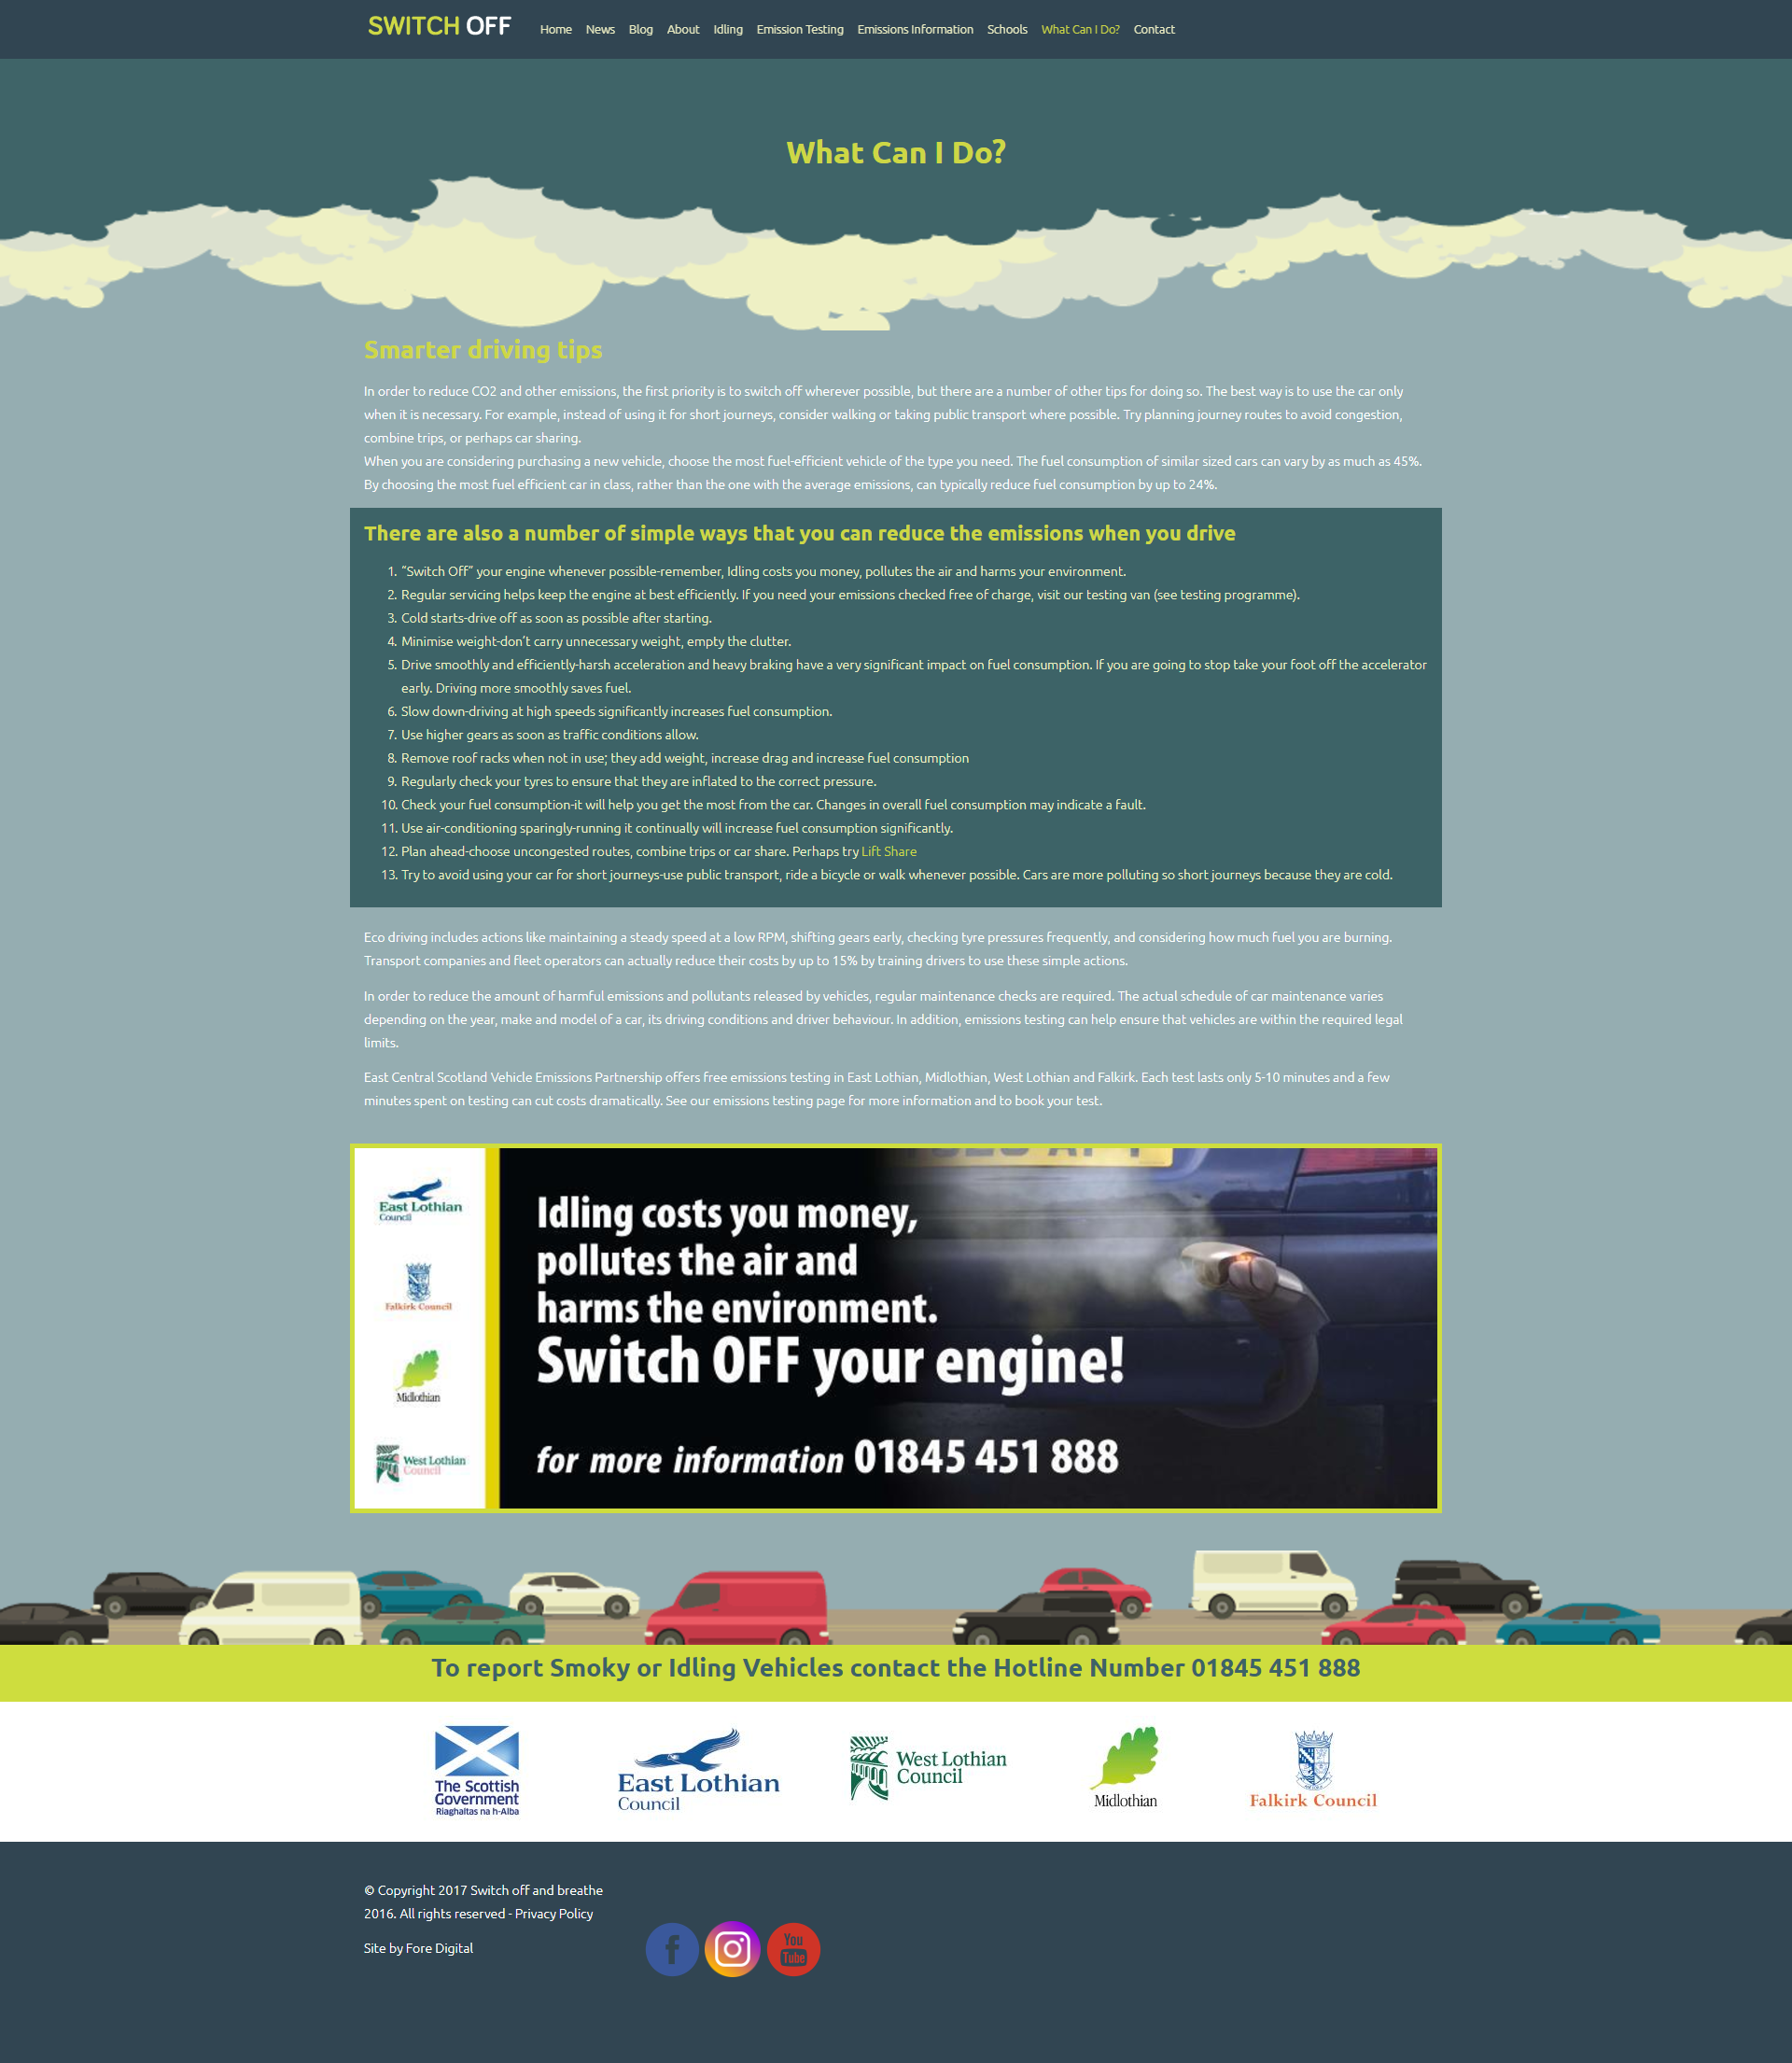 SWITCH OFF
Home News Blog About Idling Emission Testing Emissions Information Schools What Can I Do? Contact
What Can I Do?
Smarter driving tips
In order to reduce CO2 and other emissions, the first priority is to switch off wherever possible, but there are a number of other tips for doing so. The best way is to use the car only
when it is necessary. For example, instead of using it for short journeys, consider walking or taking public transport where possible. Try planning journey routes to avoid congestion,
combine trips, or perhaps car sharing.
When you are considering purchasing a new vehicle, choose the most fuel-efficient vehicle of the type you need. The fuel consumption of similar sized cars can vary by as much as 45%.
By choosing the most fuel efficient car in class, rather than the one with the average emissions, can typically reduce fuel consumption by up to 24%.
There are also a number of simple ways that you can reduce the emissions when you drive
1. “Switch Off” your engine whenever possible-remember, Idling costs you money, pollutes the air and harms your environment.
2. Regular servicing helps keep the engine at best efficiently. If you need your emissions checked free of charge, visit our testing van (see testing programme).
3. Cold starts-drive off as soon as possible after starting.
4. Minimise weight-don’t carry unnecessary weight, empty the clutter.
5. Drive smoothly and efficiently-harsh acceleration and heavy braking have a very significant impact on fuel consumption. If you are going to stop take your foot off the accelerator
early. Driving more smoothly saves fuel.
6. Slow down-driving at high speeds significantly increases fuel consumption.
7. Use higher gears as soon as traffic conditions allow.
8. Remove roof racks when not in use; they add weight, increase drag and increase fuel consumption
9. Regularly check your tyres to ensure that they are inflated to the correct pressure.
10. Check your fuel consumption-it will help you get the most from the car. Changes in overall fuel consumption may indicate a fault.
11. Use air-conditioning sparingly-running it continually will increase fuel consumption significantly.
12. Plan ahead-choose uncongested routes, combine trips or car share. Perhaps try Lift Share
13. Try to avoid using your car for short journeys-use public transport, ride a bicycle or walk whenever possible. Cars are more polluting so short journeys because they are cold.
Eco driving includes actions like maintaining a steady speed at a low RPM, shifting gears early, checking tyre pressures frequently, and considering how much fuel you are burning.
Transport companies and fleet operators can actually reduce their costs by up to 15% by training drivers to use these simple actions.
In order to reduce the amount of harmful emissions and pollutants released by vehicles, regular maintenance checks are required. The actual schedule of car maintenance varies
depending on the year, make and model of a car, its driving conditions and driver behaviour. In addition, emissions testing can help ensure that vehicles are within the required legal
limits.
East Central Scotland Vehicle Emissions Partnership offers free emissions testing in East Lothian, Midlothian, West Lothian and Falkirk. Each test lasts only 5-10 minutes and a few
minutes spent on testing can cut costs dramatically. See our emissions testing page for more information and to book your test.
East Lothian
Council
Falkirk Council
Midlothian
West Lothian
Council
Idling costs you money,
pollutes the air and
harms the environment.
Switch OFF your engine!
for more information 01845 451 888
To report Smoky or Idling Vehicles contact the Hotline Number 01845 451 888
The Scottish
Government
Riaghaltas na h-Alba
East Lothian
Council
West Lothian
Council
Midlothian
Falkirk Council
© Copyright 2017 Switch off and breathe
2016. All rights reserved - Privacy Policy
Site by Fore Digital
You
Tube